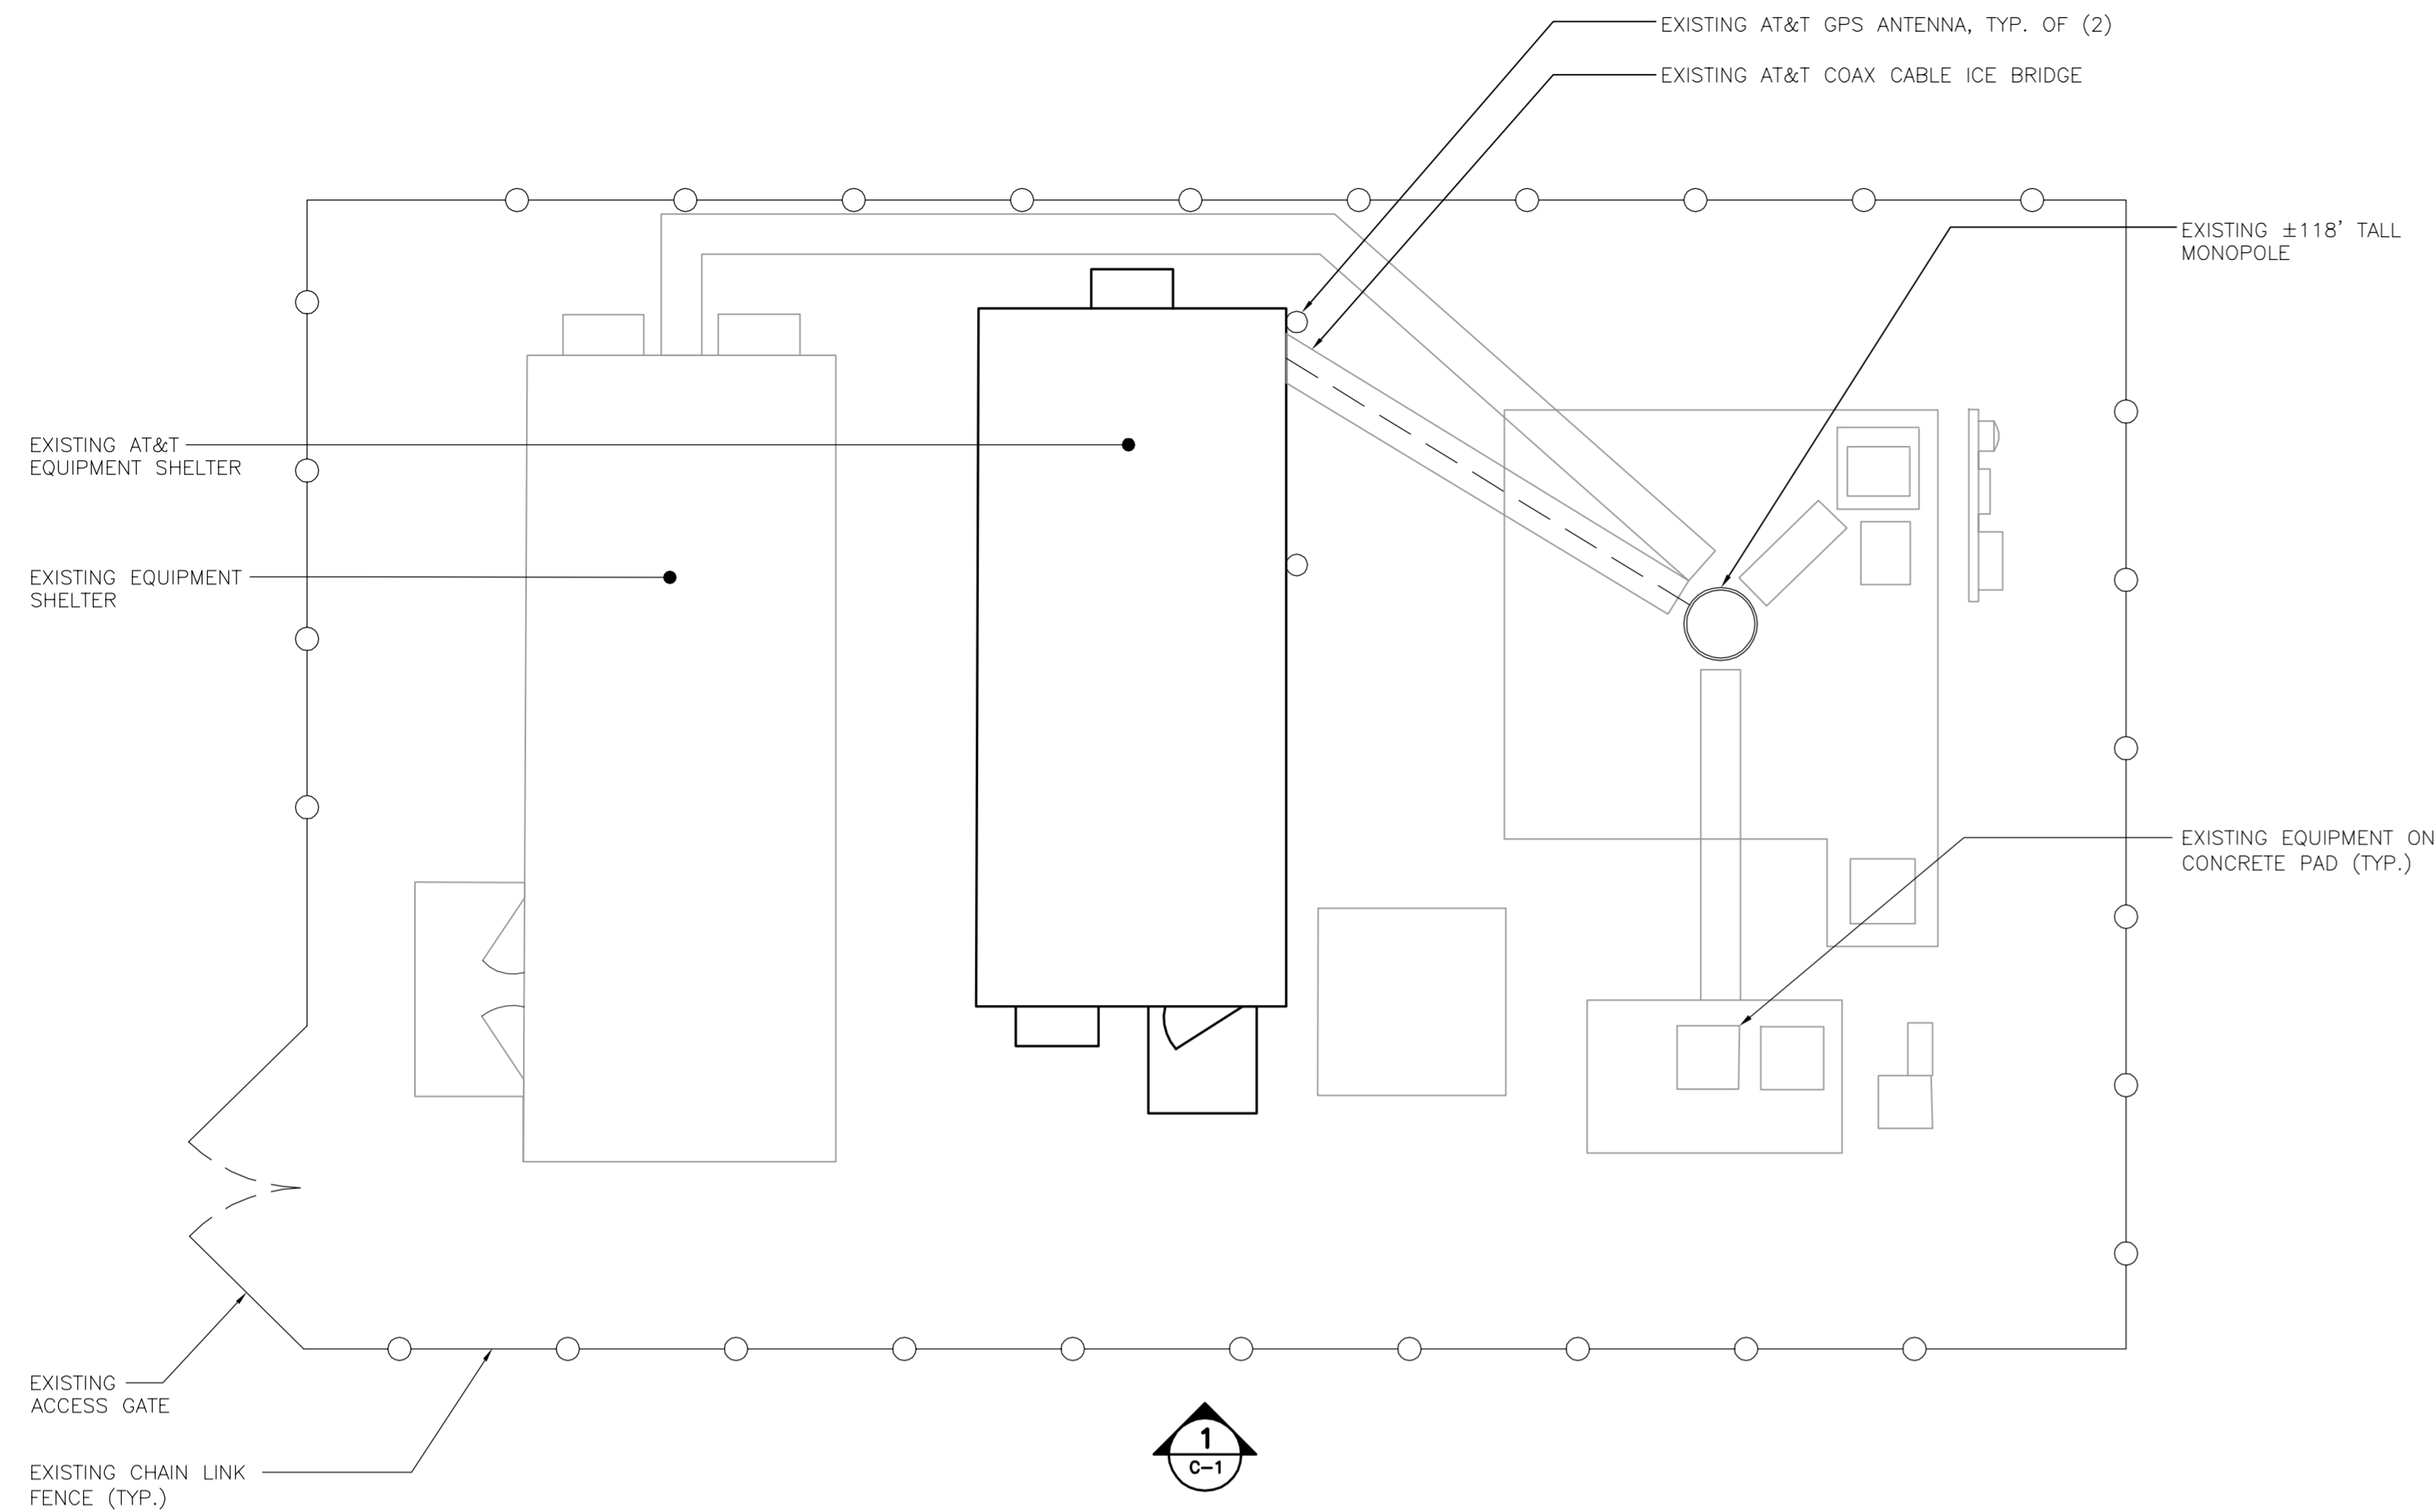 EXISTING AT&T GPS ANTENNA, TYP. OF (2)
EXISTING AT&T COAX CABLE ICE BRIDGE
EXISTING ±118' TALL
MONOPOLE
EXISTING AT&T
EQUIPMENT SHELTER
EXISTING EQUIPMENT
SHELTER
EXISTING EQUIPMENT ON
CONCRETE PAD (TYP.)
EXISTING
ACCESS GATE
EXISTING CHAIN LINK
FENCE (TYP.)
1
C-1